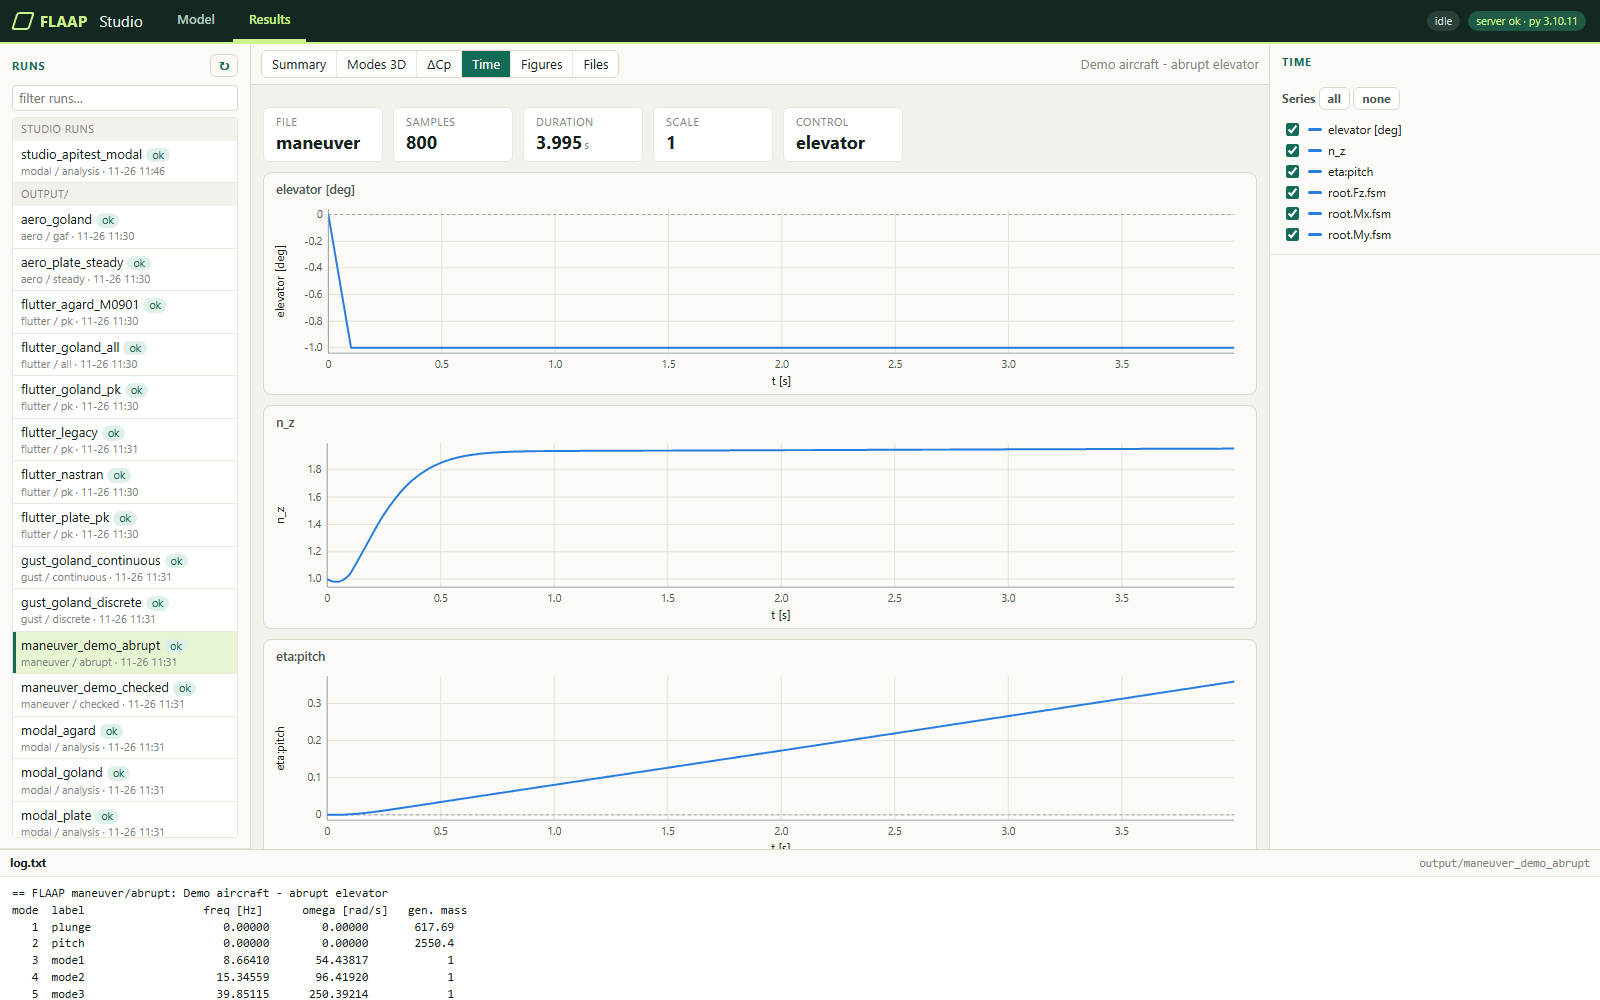 FLAAP Studio Model Results idle server ok · py 3.10.11
RUNS ↻
filter runs...
STUDIO RUNS
studio_apitest_modal ok
modal / analysis · 11-26 11:46
OUTPUT/
aero_goland ok
aero / gaf · 11-26 11:30
aero_plate_steady ok
aero / steady · 11-26 11:30
flutter_agard_M0901 ok
flutter / pk · 11-26 11:30
flutter_goland_all ok
flutter / all · 11-26 11:30
flutter_goland_pk ok
flutter / pk · 11-26 11:30
flutter_legacy ok
flutter / pk · 11-26 11:31
flutter_nastran ok
flutter / pk · 11-26 11:30
flutter_plate_pk ok
flutter / pk · 11-26 11:30
gust_goland_continuous ok
gust / continuous · 11-26 11:31
gust_goland_discrete ok
gust / discrete · 11-26 11:31
maneuver_demo_abrupt ok
maneuver / abrupt · 11-26 11:31
maneuver_demo_checked ok
maneuver / checked · 11-26 11:31
modal_agard ok
modal / analysis · 11-26 11:31
modal_goland ok
modal / analysis · 11-26 11:31
modal_plate ok
modal / analysis · 11-26 11:31
Summary Modes 3D ΔCp Time Figures Files Demo aircraft - abrupt elevator
FILE
maneuver
SAMPLES
800
DURATION
3.995 s
SCALE
1
CONTROL
elevator
elevator [deg]
elevator [deg]
0
-0.2
-0.4
-0.6
-0.8
-1.0
0 0.5 1.0 1.5 2.0 2.5 3.0 3.5
t [s]
n_z
n_z
1.8
1.6
1.4
1.2
1.0
0 0.5 1.0 1.5 2.0 2.5 3.0 3.5
t [s]
eta:pitch
eta:pitch
0.3
0.2
0.1
0
0 0.5 1.0 1.5 2.0 2.5 3.0 3.5
t [s]
TIME
Series all none
elevator [deg]
n_z
eta:pitch
root.Fz.fsm
root.Mx.fsm
root.My.fsm
log.txt output/maneuver_demo_abrupt
== FLAAP maneuver/abrupt: Demo aircraft - abrupt elevator
mode label freq [Hz] omega [rad/s] gen. mass
1 plunge 0.00000 0.00000 617.69
2 pitch 0.00000 0.00000 2550.4
3 mode1 8.66410 54.43817 1
4 mode2 15.34559 96.41920 1
5 mode3 39.85115 250.39214 1